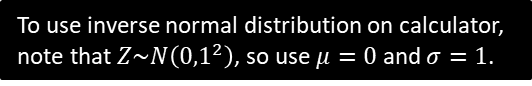 To use inverse normal distribution on calculator,
note that 𝑍~𝑁(0,1²), so use 𝜇 = 0 and 𝜎 = 1.